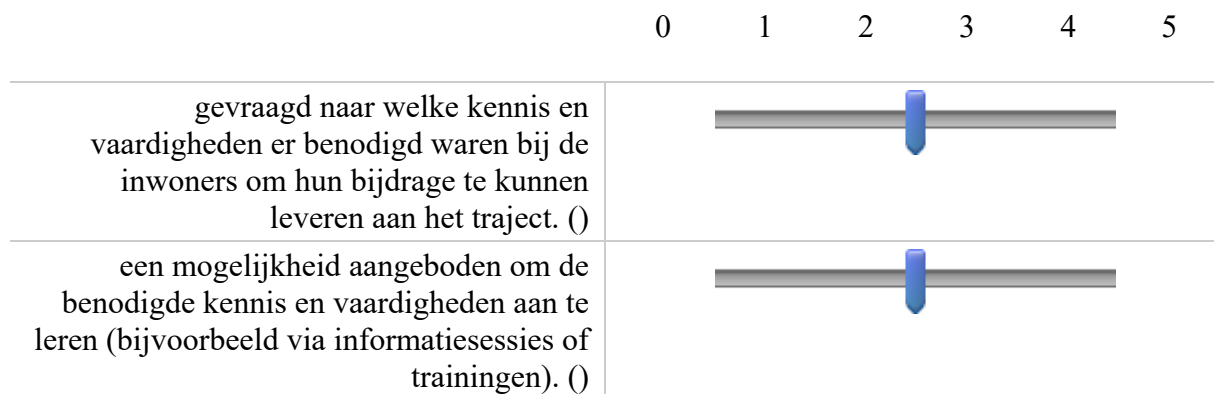 0 1 2 3 4 5
gevraagd naar welke kennis en
vaardigheden er benodigd waren bij de
inwoners om hun bijdrage te kunnen
leveren aan het traject. ()
een mogelijkheid aangeboden om de
benodigde kennis en vaardigheden aan te
leren (bijvoorbeeld via informatiesessies of
trainingen). ()